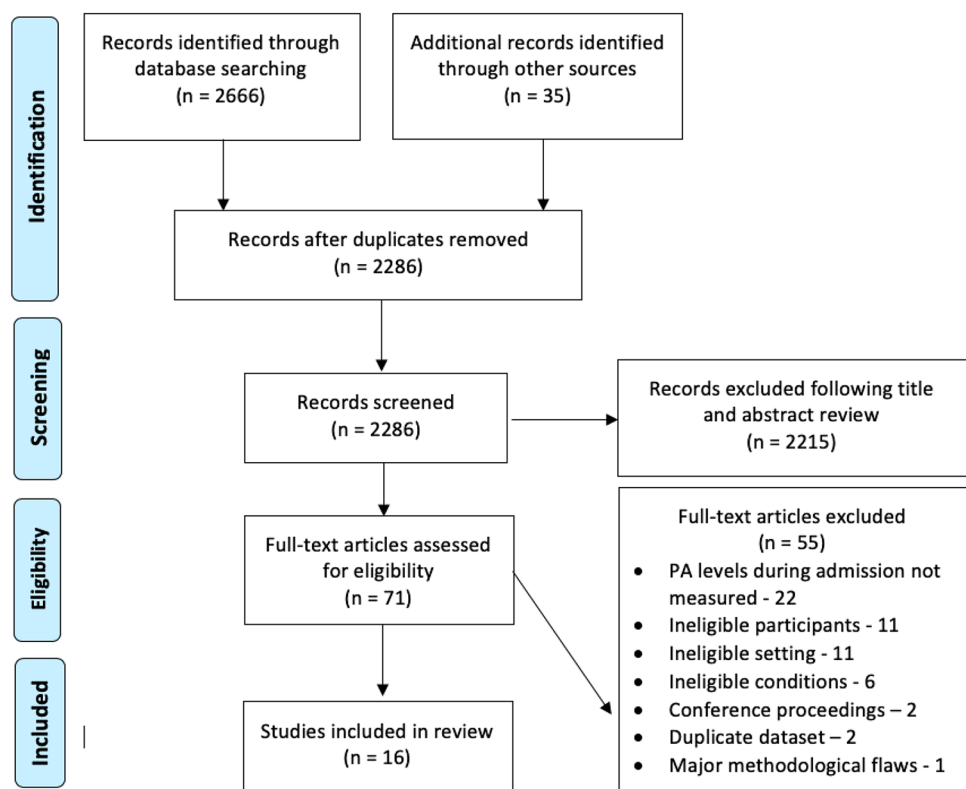 Identification
Records identified through
database searching
(n = 2666)
Additional records identified
through other sources
(n = 35)
Records after duplicates removed
(n = 2286)
Screening
Records screened
(n = 2286)
Records excluded following title
and abstract review
(n = 2215)
Eligibility
Full-text articles assessed
for eligibility
(n = 71)
Full-text articles excluded
(n = 55)
• PA levels during admission not
measured - 22
• Ineligible participants - 11
• Ineligible setting - 11
• Ineligible conditions - 6
• Conference proceedings – 2
• Duplicate dataset – 2
• Major methodological flaws - 1
Included
Studies included in review
(n = 16)